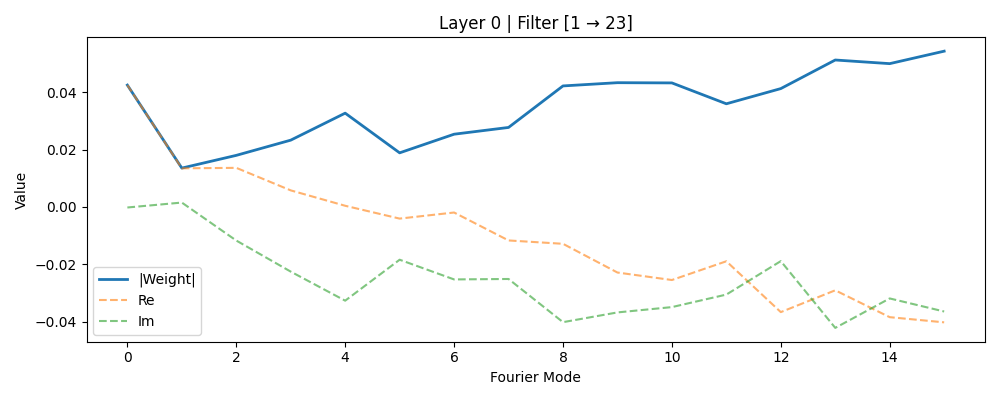 Layer 0 | Filter [1 → 23]
Value
0.04
0.02
0.00
−0.02
−0.04
|Weight|
Re
Im
0 2 4 6 8 10 12 14
Fourier Mode